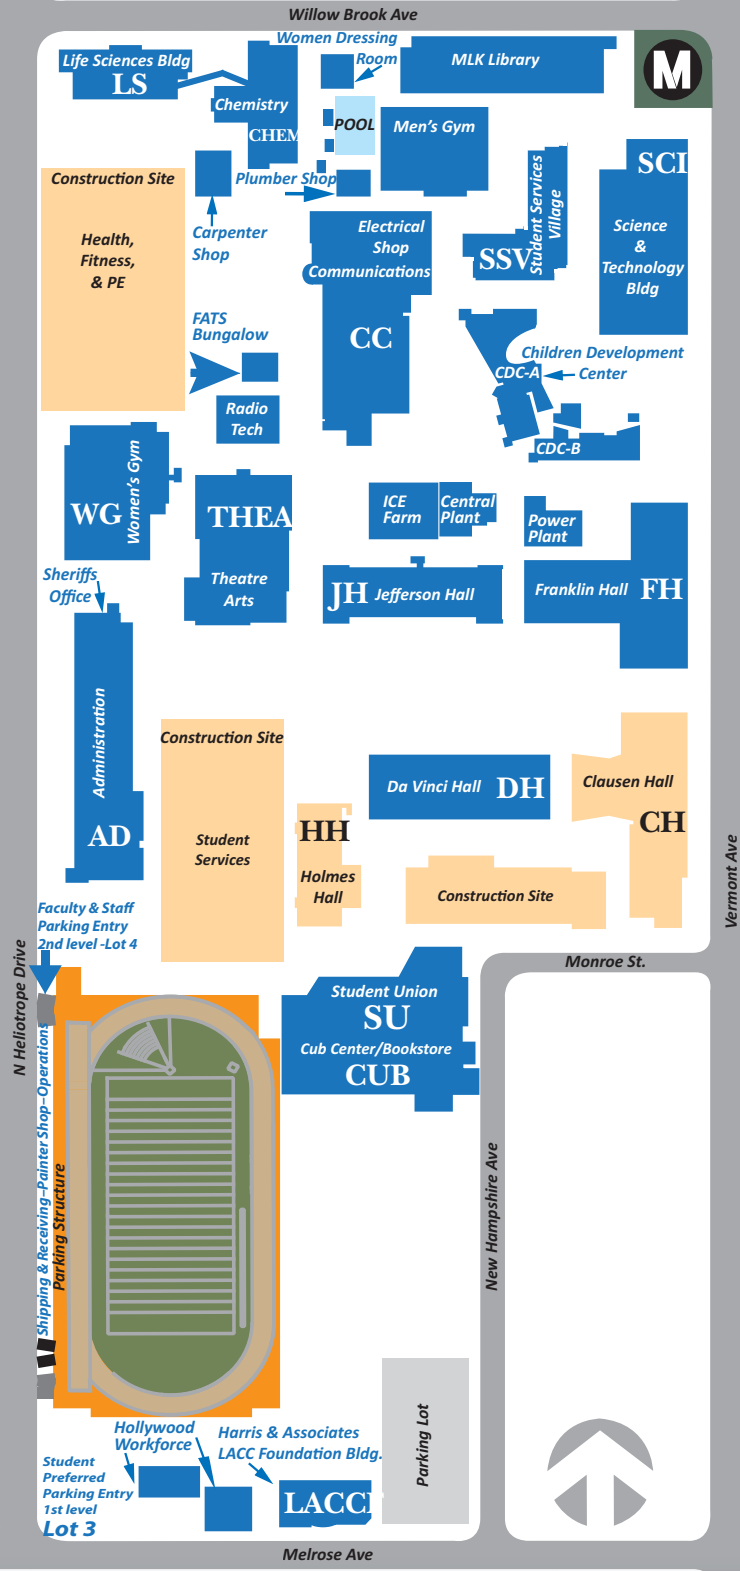 Willow Brook Ave
Women Dressing
Room
Life Sciences Bldg
LS
MLK Library
M
Chemistry
CHEM
POOL
Men's Gym
Construction Site
Health,
Fitness,
& PE
Plumber Shop
Carpenter
Shop
Student Services
Village
SSV
SCI
Science
&
Technology
Bldg
Electrical
Shop
Communications
CC
FATS
Bungalow
Radio
Tech
Children Development
Center
CDC-A
CDC-B
WG
Women's Gym
THEA
Theatre
Arts
ICE
Farm
Central
Plant
Power
Plant
Sheriffs
Office
JH Jefferson Hall
Franklin Hall FH
Administration
AD
Construction Site
Student
Services
Da Vinci Hall DH
Clausen Hall
CH
HH
Holmes
Hall
Construction Site
Vermont Ave
Faculty & Staff
Parking Entry
2nd level -Lot 4
N Heliotrope Drive
Monroe St.
Student Union
SU
Cub Center/Bookstore
CUB
Shipping & Receiving–Painter Shop–Operations
Parking Structure
New Hampshire Ave
Parking Lot
Hollywood
Workforce
Harris & Associates
LACC Foundation Bldg.
Student
Preferred
Parking Entry
1st level
Lot 3
LACCF
Melrose Ave